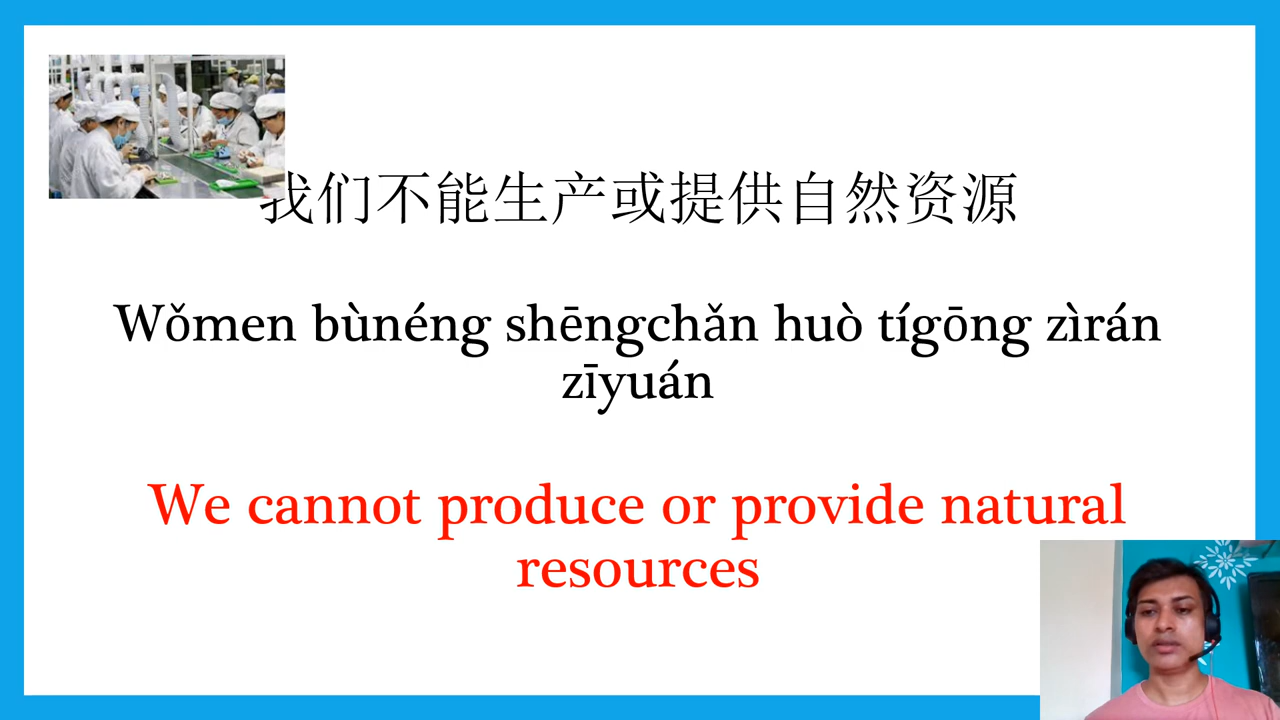 我们不能生产或提供自然资源
Wǒmen bùnéng shēngchǎn huò tígōng zìrán
zīyuán
We cannot produce or provide natural
resources